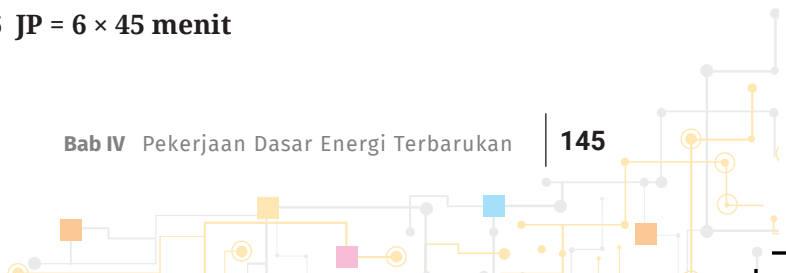 JP = 6 × 45 menit
Bab IV Pekerjaan Dasar Energi Terbarukan 145